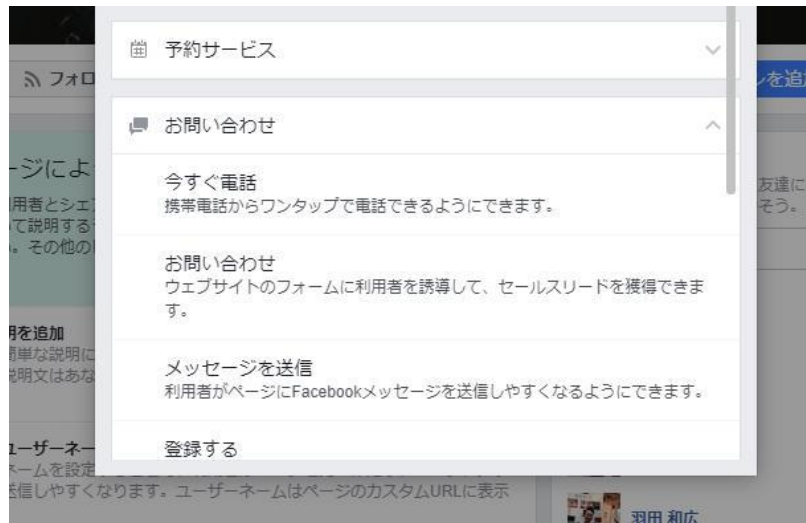 予約サービス
フォロ
ンを追
お問い合わせ
ージによ
今すぐ電話
携帯電話からワンタップで電話できるようにできます。
用者とシェ
て説明する
。その他の
友達に
そう。
お問い合わせ
ウェブサイトのフォームに利用者を誘導して、セールスリードを獲得できま
す。
明を追加
簡単な説明に
説明文はあな
メッセージを送信
利用者がページにFacebookメッセージを送信しやすくなるようにできます。
登録する
ユーザーネー
ネームを設定
送信しやすくなります。ユーザーネームはページのカスタムURLに表示
羽田 和広